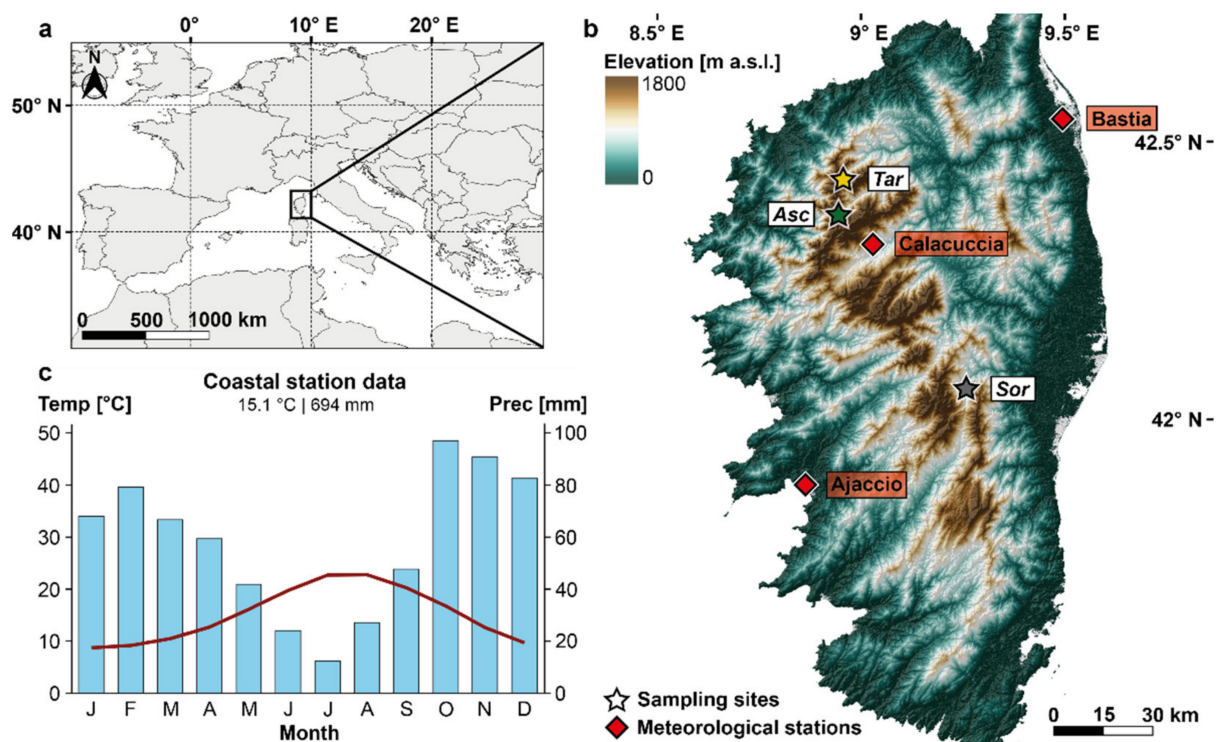 a
0° E
10° E
20° E
N
50° N
40° N
0 500 1000 km
b
8.5° E
9° E
9.5° E
Elevation [m a.s.l.]
1800
0
Bastia
42.5° N
Tar
Asc
Calacuccia
Sor
42° N
Ajaccio
Sampling sites
Meteorological stations
0 15 30 km
c
Coastal station data
Temp [°C]
15.1 °C | 694 mm
Prec [mm]
50 100
40 80
30 60
20 40
10 20
0 0
J F M A M J J A S O N D
Month